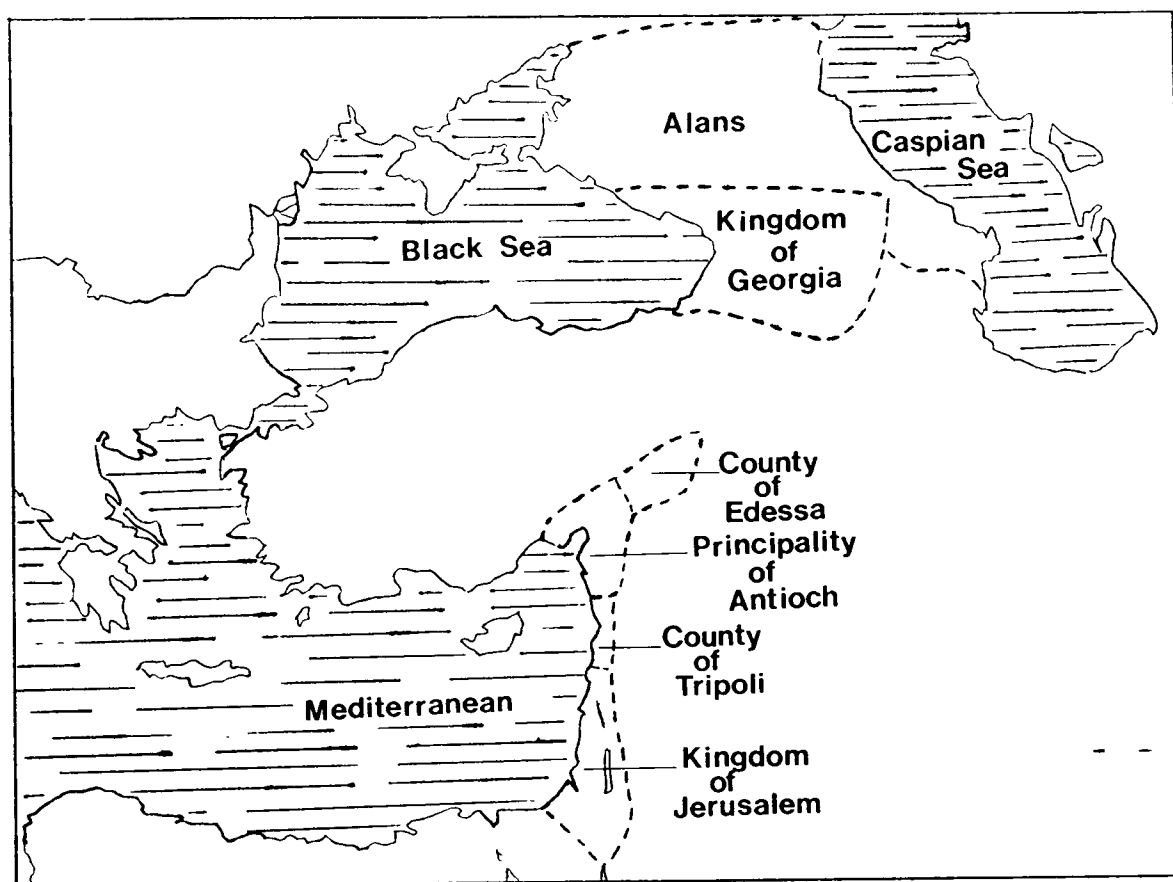 Alans
Caspian
Sea
Black Sea
Kingdom
of
Georgia
County
of
Edessa
Principality
of
Antioch
County
of
Tripoli
Mediterranean
Kingdom
of
Jerusalem